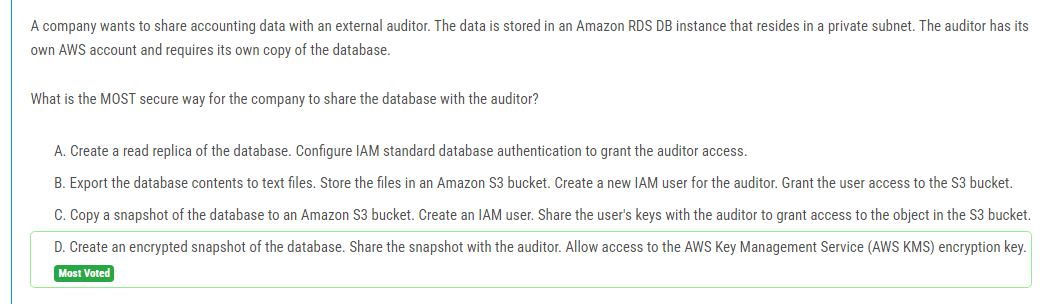 A company wants to share accounting data with an external auditor. The data is stored in an Amazon RDS DB instance that resides in a private subnet. The auditor has its
own AWS account and requires its own copy of the database.
What is the MOST secure way for the company to share the database with the auditor?
A. Create a read replica of the database. Configure IAM standard database authentication to grant the auditor access.
B. Export the database contents to text files. Store the files in an Amazon S3 bucket. Create a new IAM user for the auditor. Grant the user access to the S3 bucket.
C. Copy a snapshot of the database to an Amazon S3 bucket. Create an IAM user. Share the user's keys with the auditor to grant access to the object in the S3 bucket.
D. Create an encrypted snapshot of the database. Share the snapshot with the auditor. Allow access to the AWS Key Management Service (AWS KMS) encryption key.
Most Voted